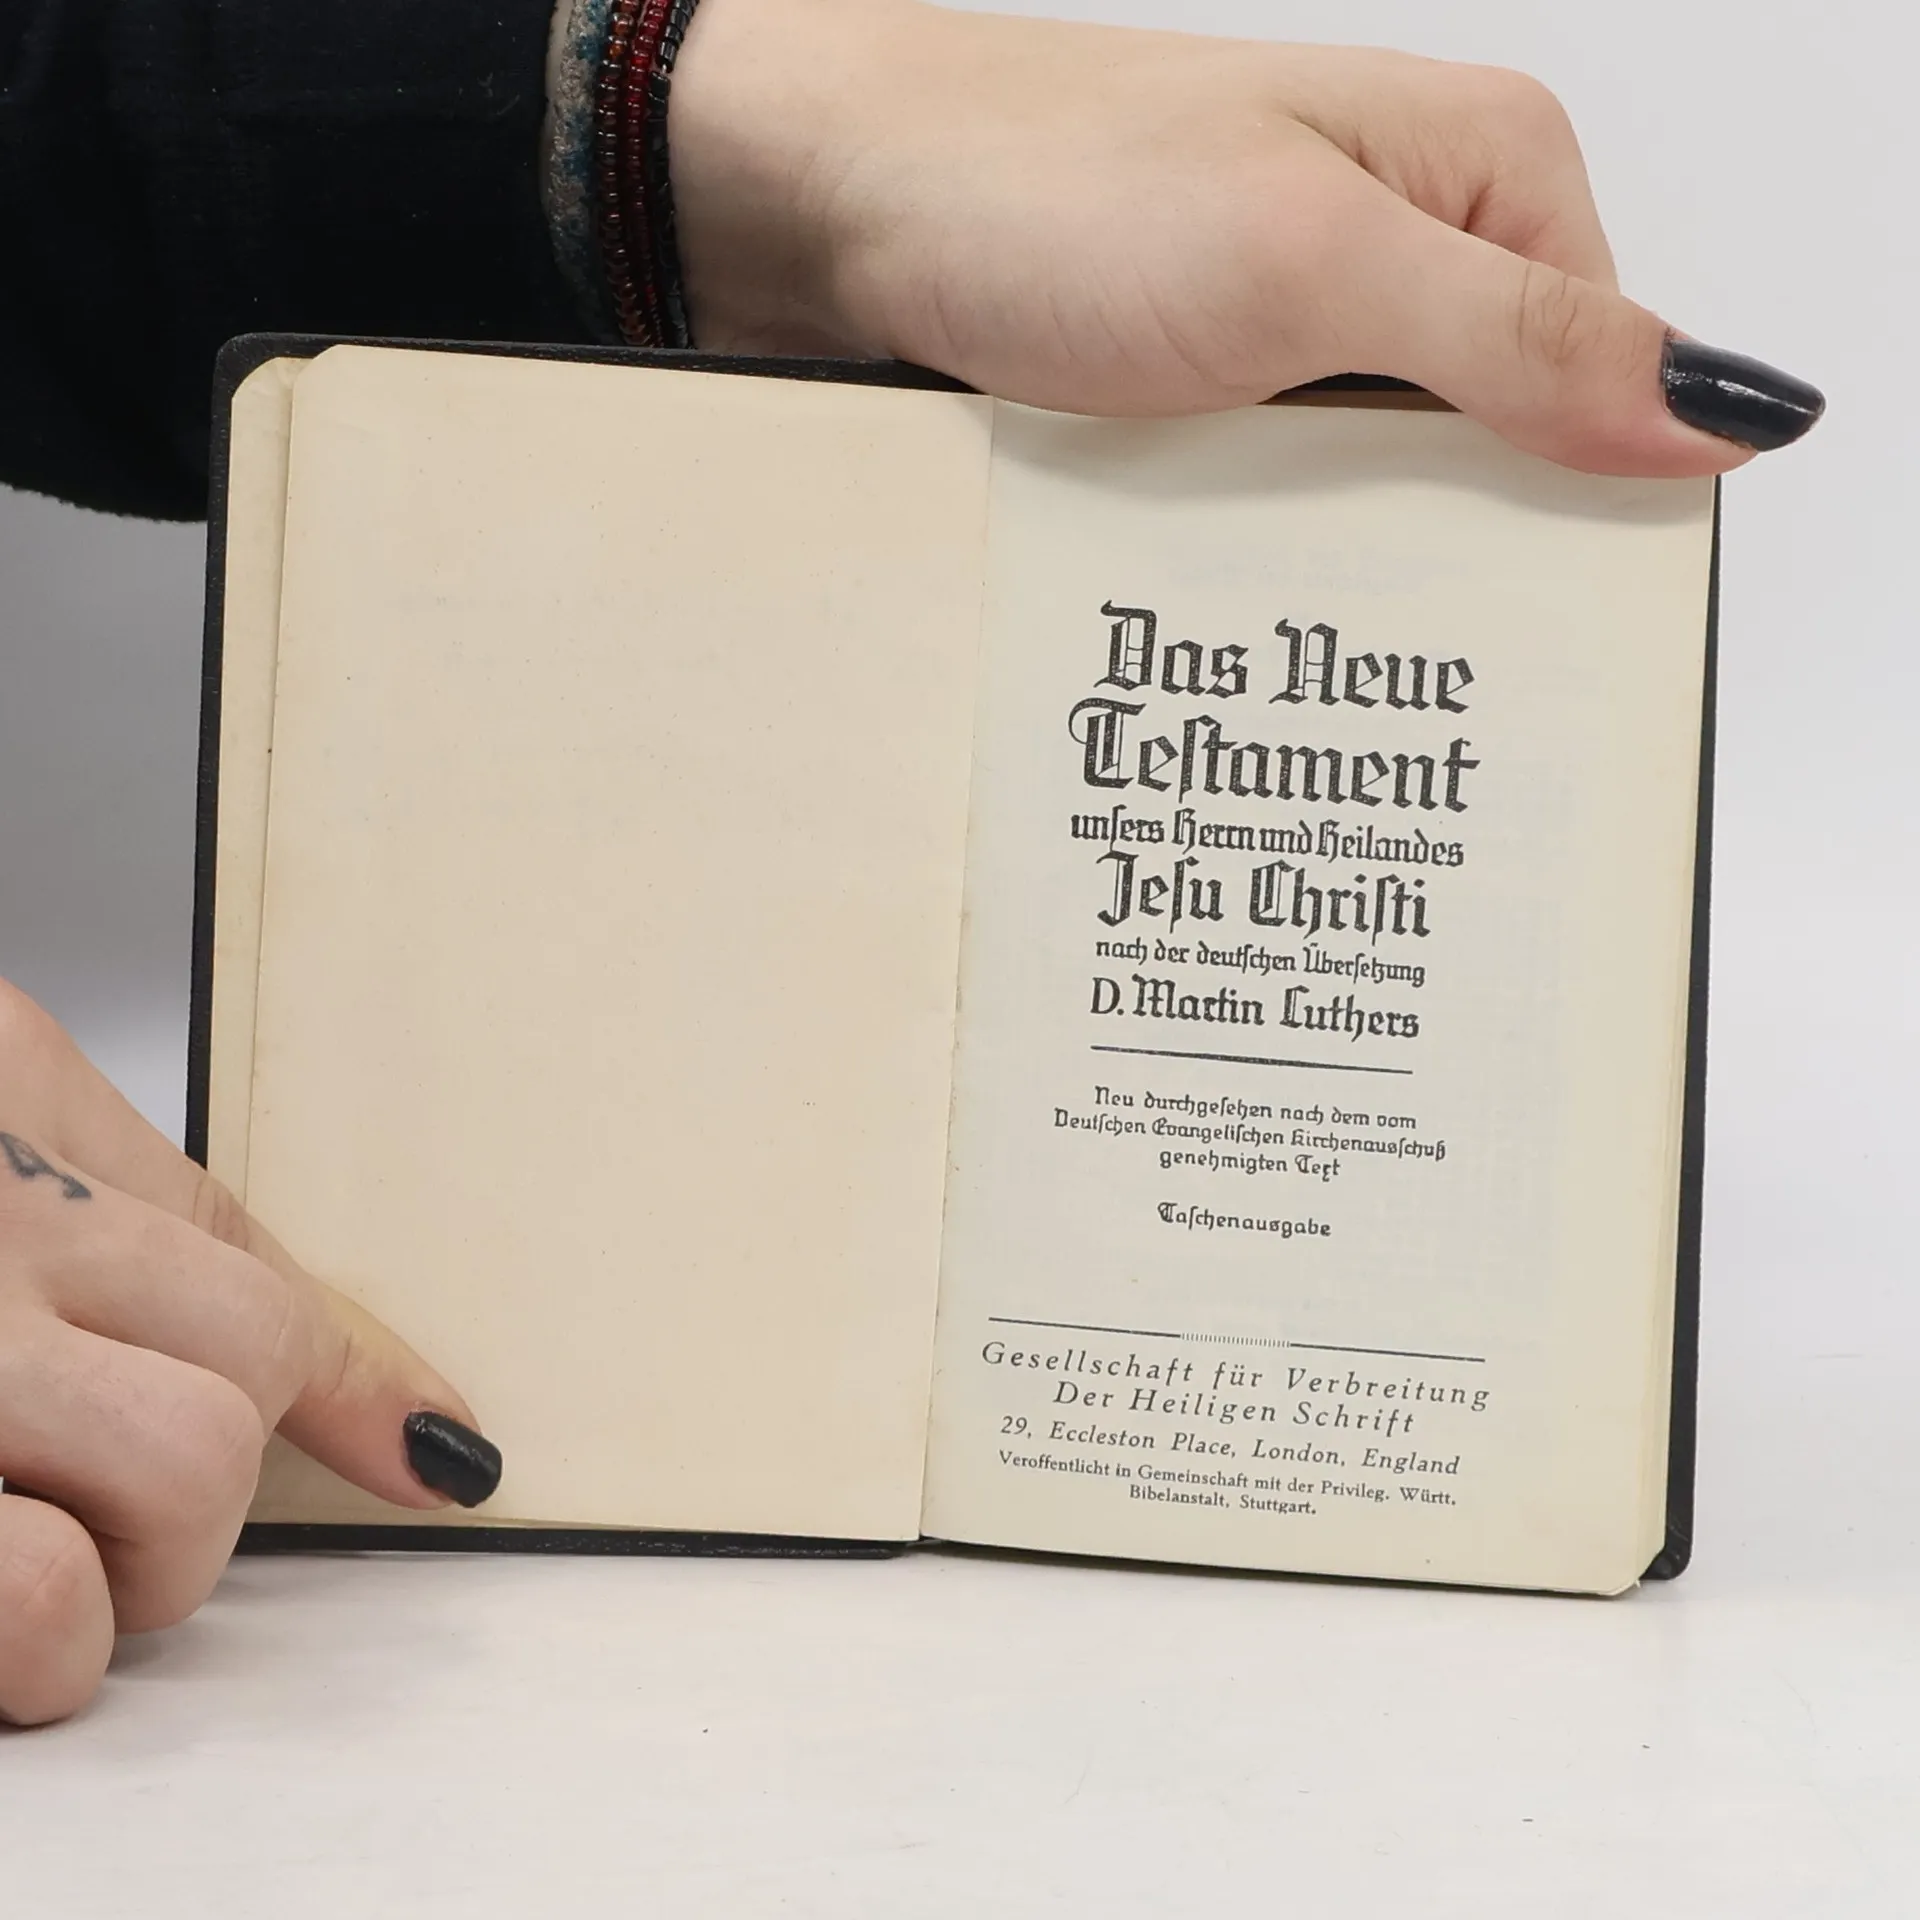 Das Neue
Teſtament
unſers Herrn und Heilandes
Jeſu Chriſti
nach der deutſchen Überſetzung
D. Martin Luthers
Neu durchgeſehen nach dem vom
Deutſchen Evangeliſchen Kirchenausſchuß
genehmigten Text
Taſchenausgabe
Gesellschaft für Verbreitung
Der Heiligen Schrift
29, Eccleston Place, London, England
Veroffentlicht in Gemeinschaft mit der Privileg. Württ.
Bibelanstalt, Stuttgart.